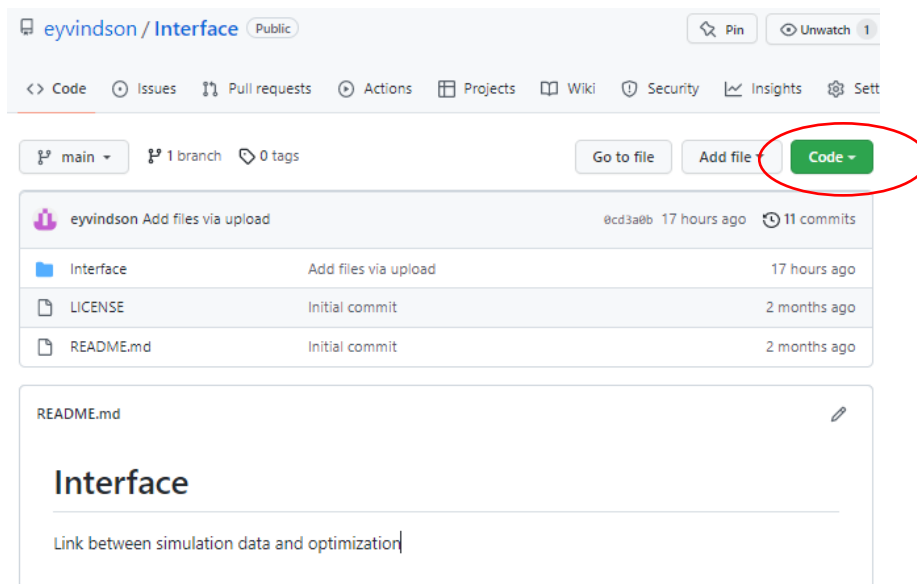 eyvindson / Interface Public Pin Unwatch 1
<> Code Issues Pull requests Actions Projects Wiki Security Insights Sett
main 1 branch 0 tags Go to file Add file Code
eyvindson Add files via upload 0cd3a0b 17 hours ago 11 commits
Interface Add files via upload 17 hours ago
LICENSE Initial commit 2 months ago
README.md Initial commit 2 months ago
README.md
Interface
Link between simulation data and optimization